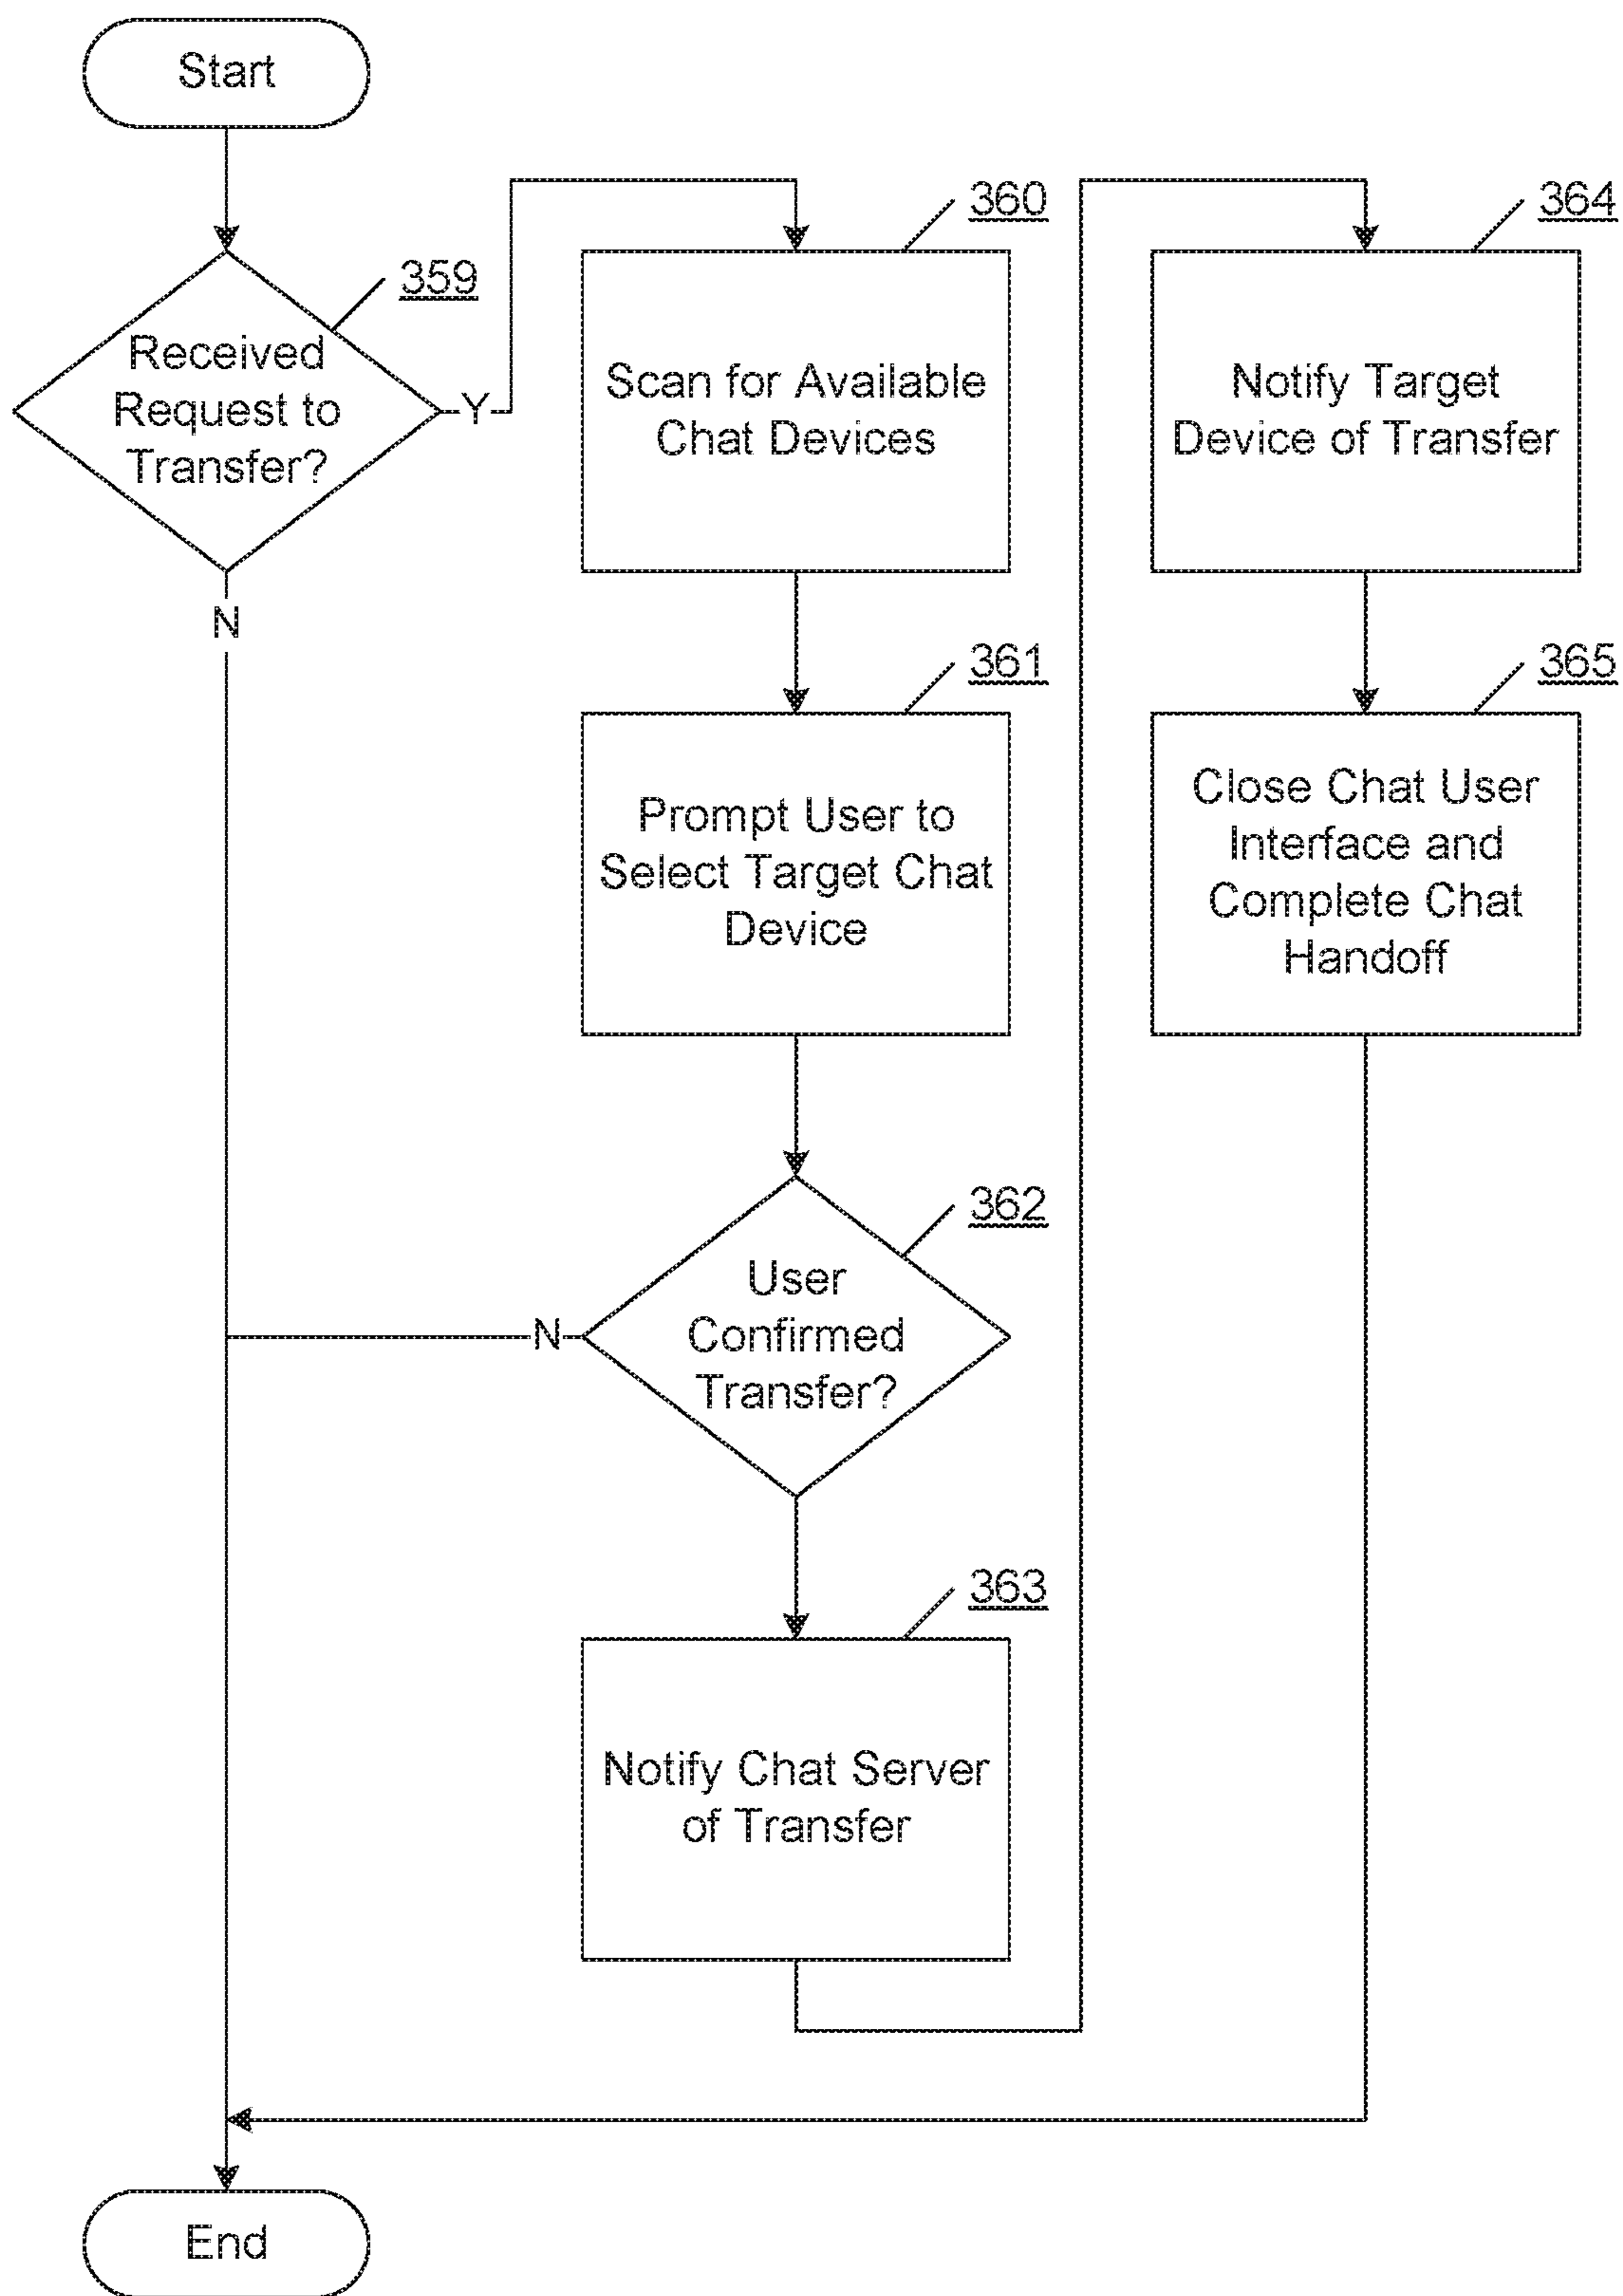 Start
359
Received
Request to
Transfer?
Y
N
360
Scan for Available
Chat Devices
361
Prompt User to
Select Target Chat
Device
362
User
Confirmed
Transfer?
N
363
Notify Chat Server
of Transfer
364
Notify Target
Device of Transfer
365
Close Chat User
Interface and
Complete Chat
Handoff
End